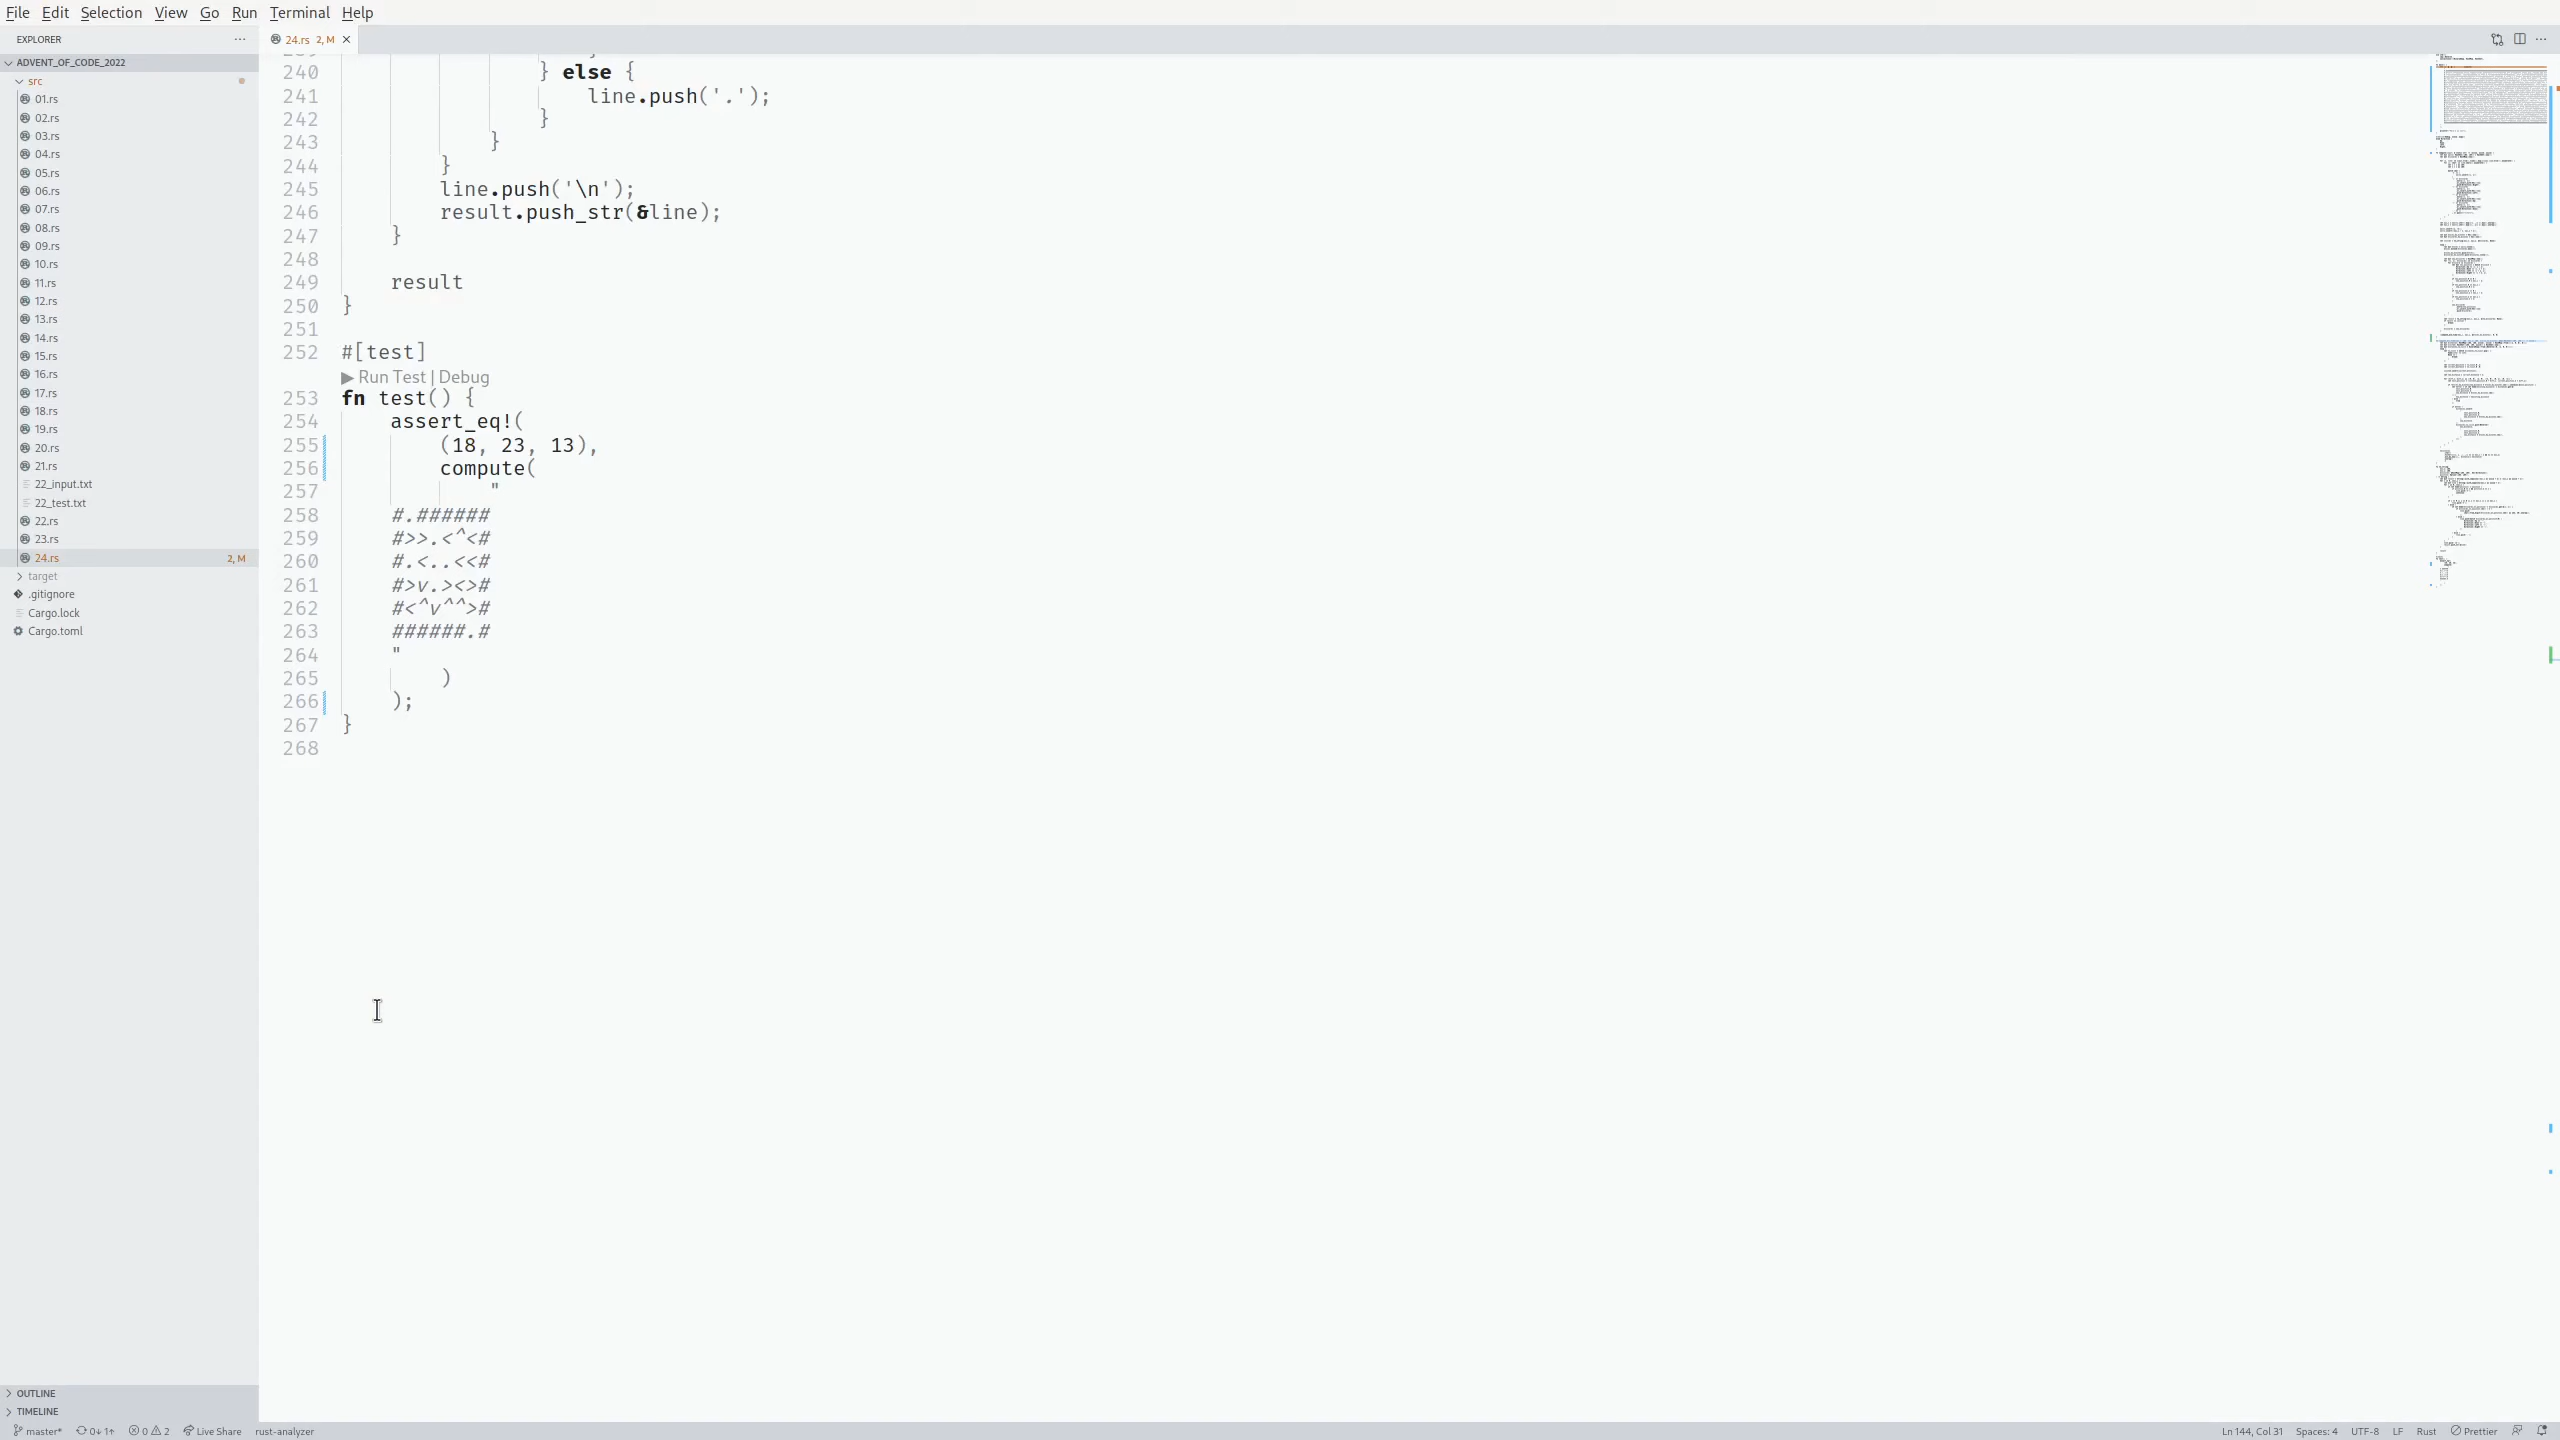 File Edit Selection View Go Run Terminal Help
EXPLORER
24.rs 2, M
ADVENT_OF_CODE_2022
src
01.rs
02.rs
03.rs
04.rs
05.rs
06.rs
07.rs
08.rs
09.rs
10.rs
11.rs
12.rs
13.rs
14.rs
15.rs
16.rs
17.rs
18.rs
19.rs
20.rs
21.rs
22_input.txt
22_test.txt
22.rs
23.rs
24.rs 2, M
target
.gitignore
Cargo.lock
Cargo.toml
OUTLINE
TIMELINE
240 } else {
241 line.push('.');
242 }
243 }
244 }
245 line.push('\n');
246 result.push_str(&line);
247 }
248
249 result
250 }
251
252 #[test]
▶ Run Test | Debug
253 fn test() {
254 assert_eq!(
255 (18, 23, 13),
256 compute(
257 "
258 #.######
259 #>>.<^<#
260 #.<..<<#
261 #>v.><>#
262 #<^v^^>#
263 ######.#
264 "
265 )
266 );
267 }
268
master* 0↓ 1↑ 0 2 Live Share rust-analyzer
Ln 144, Col 31 Spaces: 4 UTF-8 LF Rust Prettier